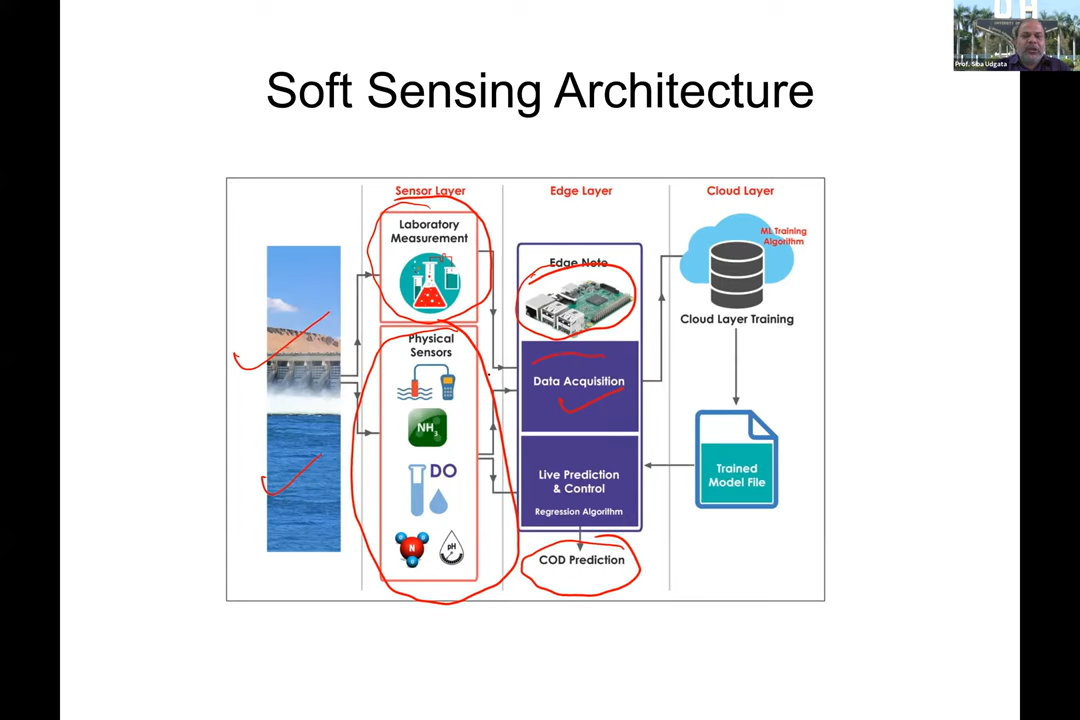 Soft Sensing Architecture
DH
Prof. Siba Udgata
Sensor Layer
Edge Layer
Cloud Layer
Laboratory
Measurement
Physical
Sensors
NH3
DO
N
pH
Edge Note
Data Acquisition
Live Prediction
& Control
Regression Algorithm
COD Prediction
ML Training
Algorithm
Cloud Layer Training
Trained
Model File